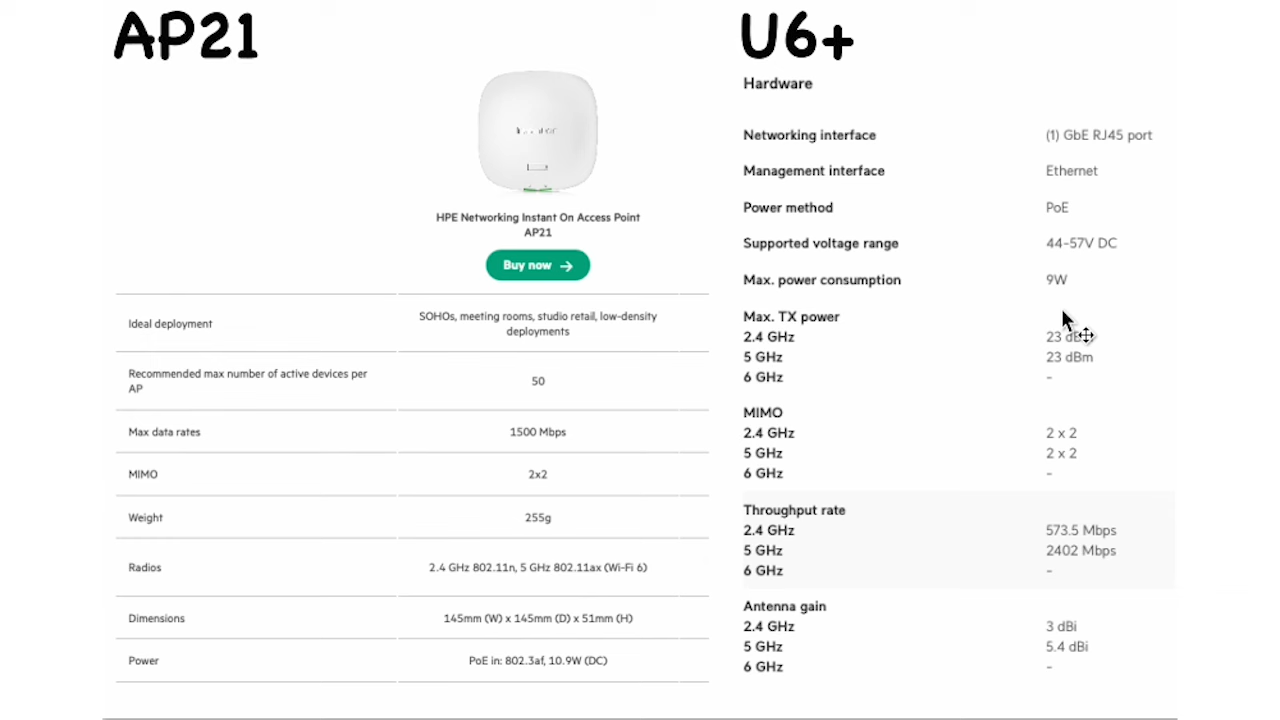 AP21
HPE Networking Instant On Access Point
AP21
Buy now
Ideal deployment
SOHOs, meeting rooms, studio retail, low-density
deployments
Recommended max number of active devices per
AP
50
Max data rates
1500 Mbps
MIMO
2x2
Weight
255g
Radios
2.4 GHz 802.11n, 5 GHz 802.11ax (Wi-Fi 6)
Dimensions
145mm (W) x 145mm (D) x 51mm (H)
Power
PoE in: 802.3af, 10.9W (DC)
U6+
Hardware
Networking interface
(1) GbE RJ45 port
Management interface
Ethernet
Power method
PoE
Supported voltage range
44-57V DC
Max. power consumption
9W
Max. TX power
2.4 GHz
23
5 GHz
23 dBm
6 GHz
-
MIMO
2.4 GHz
2 x 2
5 GHz
2 x 2
6 GHz
-
Throughput rate
2.4 GHz
573.5 Mbps
5 GHz
2402 Mbps
6 GHz
-
Antenna gain
2.4 GHz
3 dBi
5 GHz
5.4 dBi
6 GHz
-